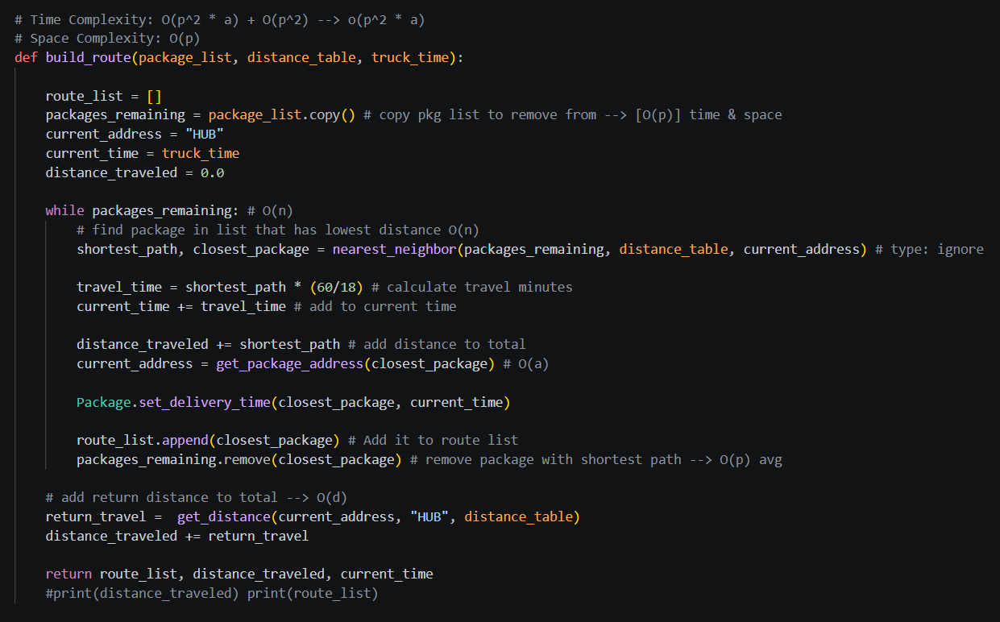 # Time Complexity: O(p^2 * a) + O(p^2) --> o(p^2 * a)
# Space Complexity: O(p)
def build_route(package_list, distance_table, truck_time):
route_list = []
packages_remaining = package_list.copy() # copy pkg list to remove from --> [O(p)] time & space
current_address = "HUB"
current_time = truck_time
distance_traveled = 0.0
while packages_remaining: # O(n)
# find package in list that has lowest distance O(n)
shortest_path, closest_package = nearest_neighbor(packages_remaining, distance_table, current_address) # type: ignore
travel_time = shortest_path * (60/18) # calculate travel minutes
current_time += travel_time # add to current time
distance_traveled += shortest_path # add distance to total
current_address = get_package_address(closest_package) # O(a)
Package.set_delivery_time(closest_package, current_time)
route_list.append(closest_package) # Add it to route list
packages_remaining.remove(closest_package) # remove package with shortest path --> O(p) avg
# add return distance to total --> O(d)
return_travel =  get_distance(current_address, "HUB", distance_table)
distance_traveled += return_travel
return route_list, distance_traveled, current_time
#print(distance_traveled) print(route_list)